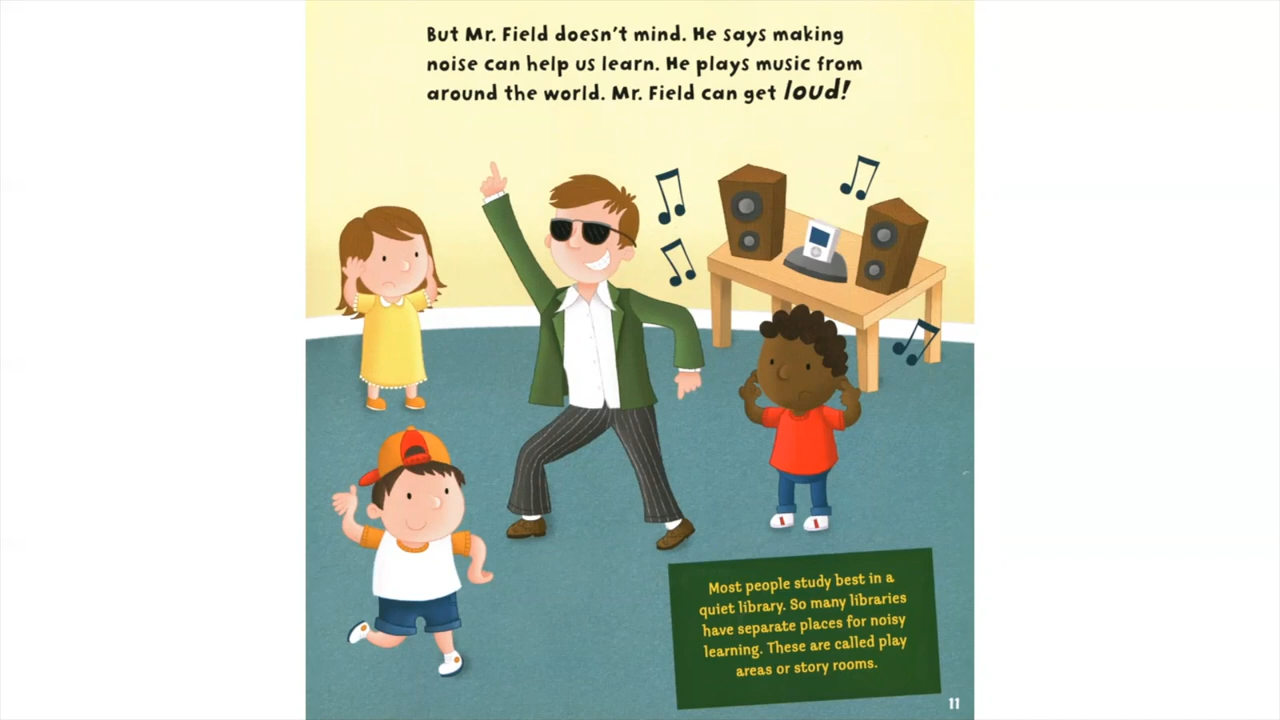 But Mr. Field doesn't mind. He says making
noise can help us learn. He plays music from
around the world. Mr. Field can get loud!
Most people study best in a
quiet library. So many libraries
have separate places for noisy
learning. These are called play
areas or story rooms.
11